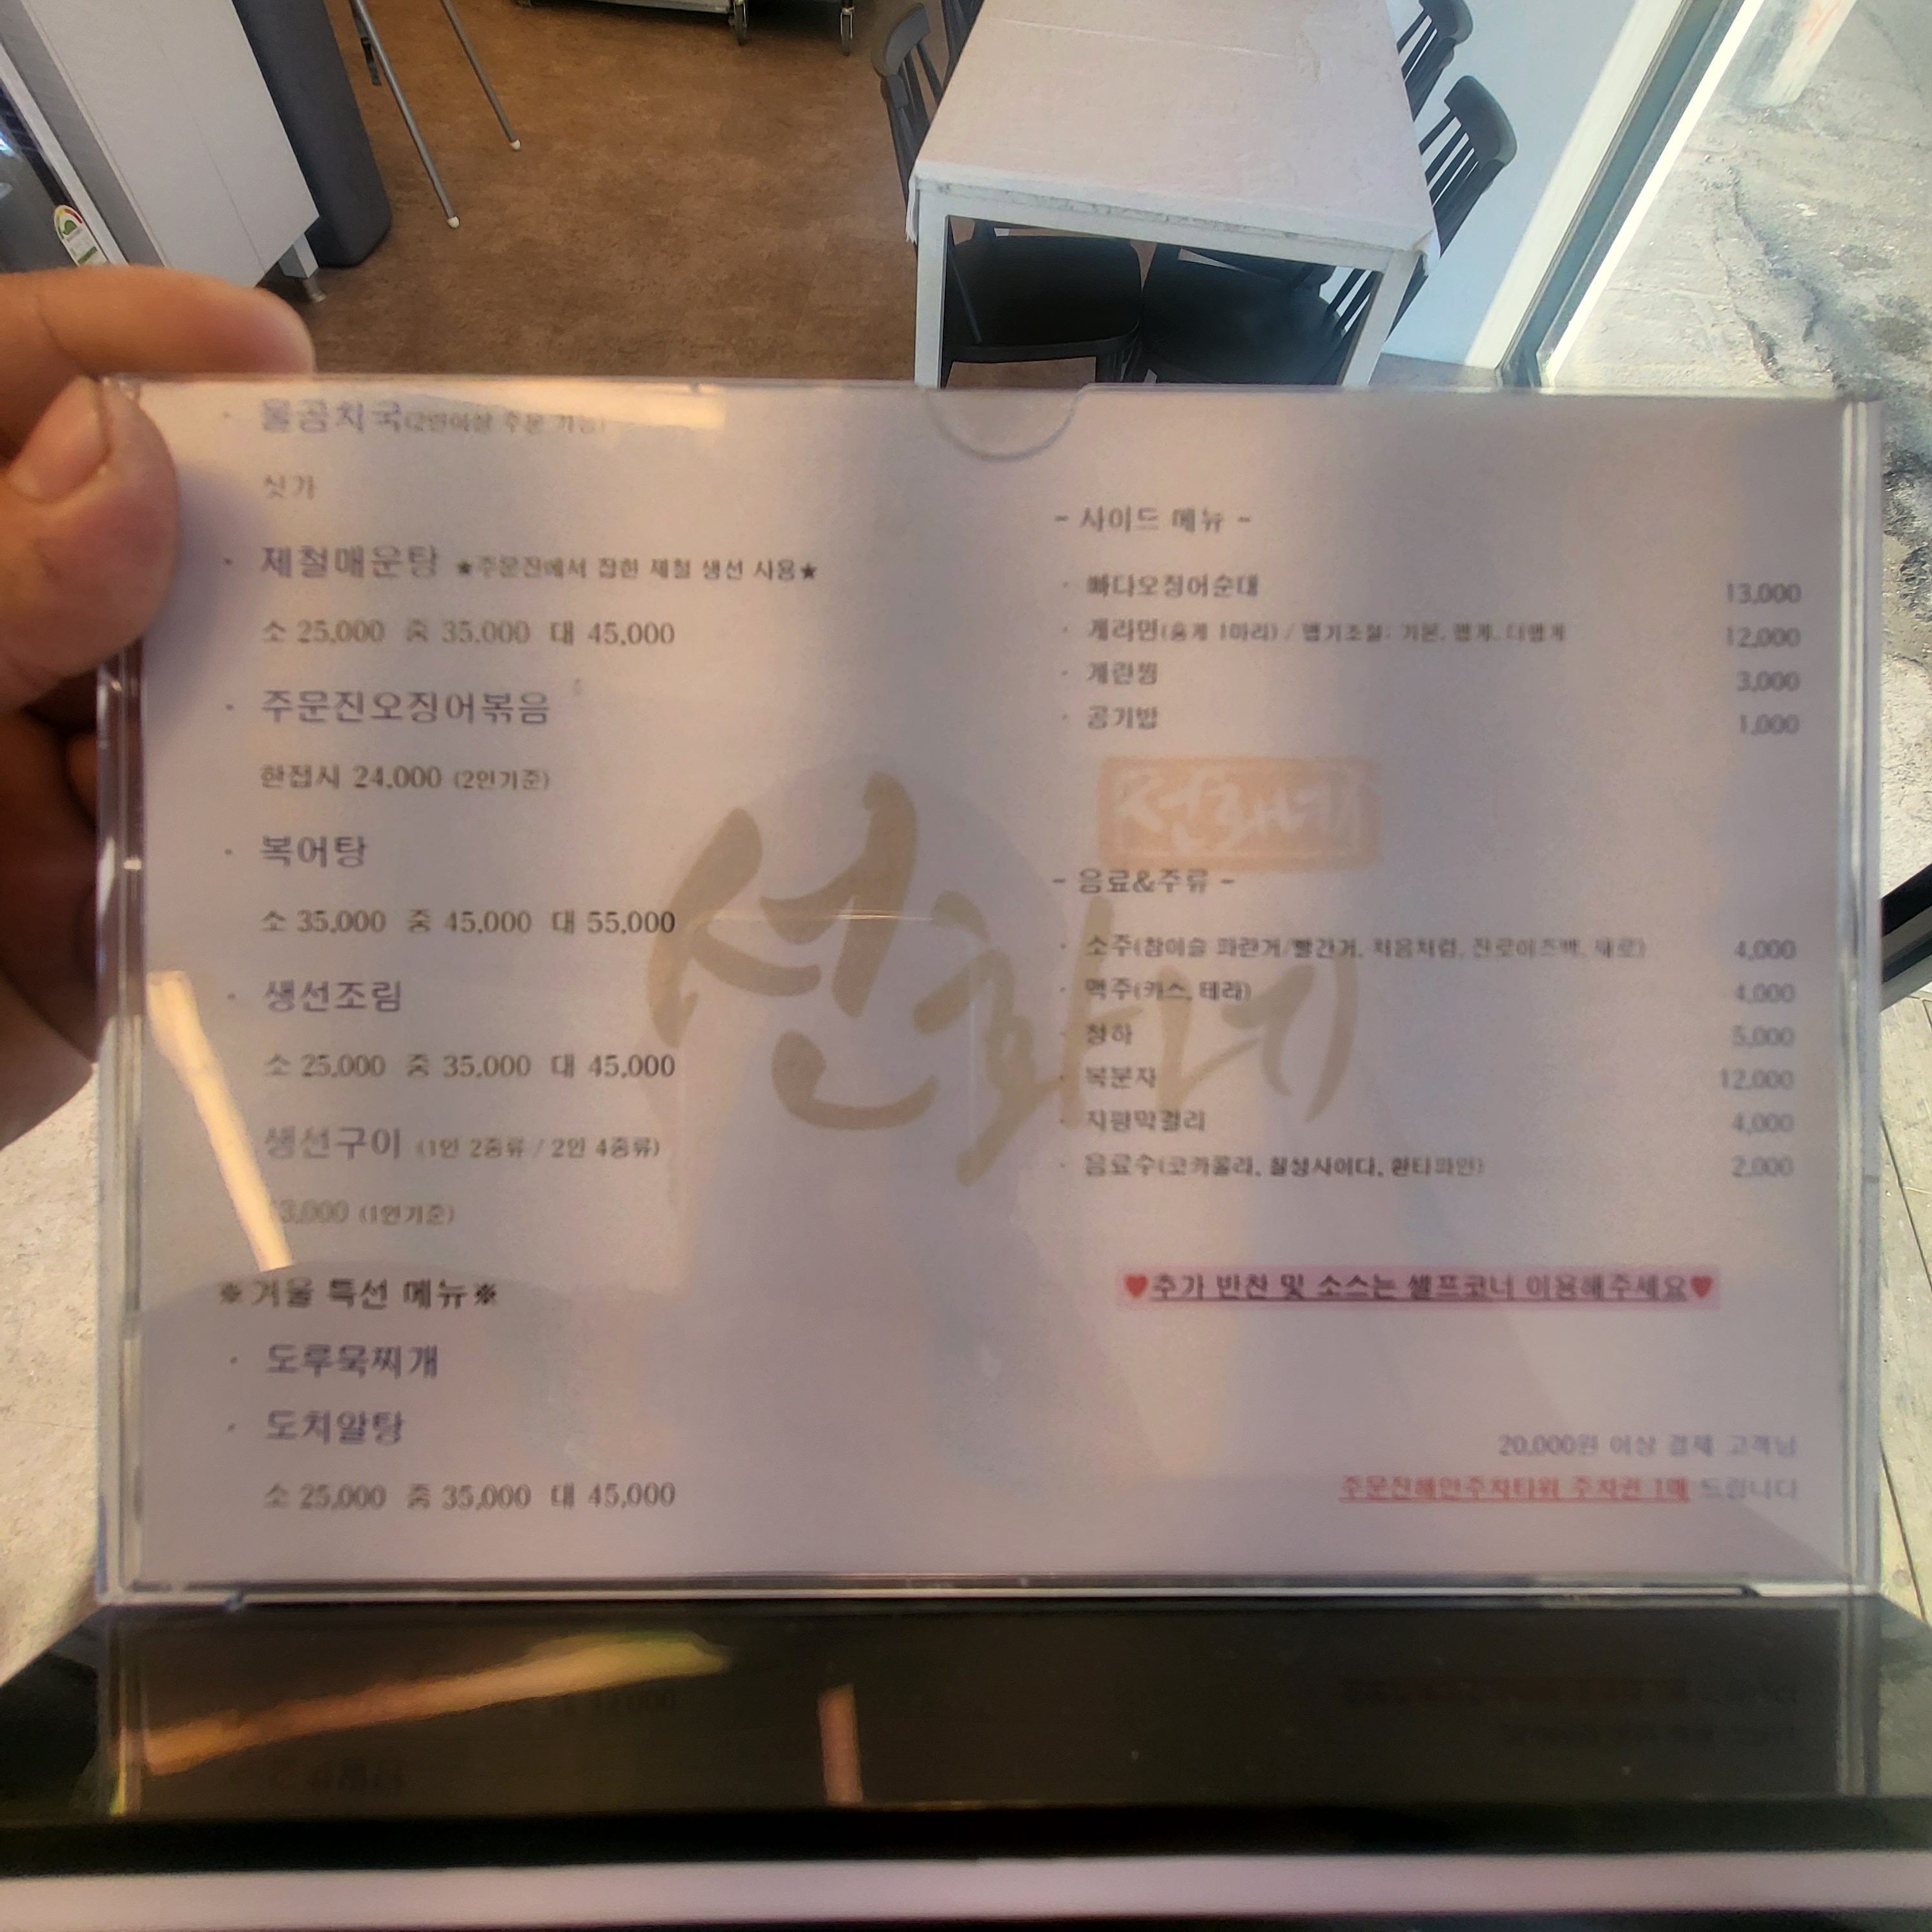 · 물곰치국(2인이상 주문 가능)
싯가
· 제철매운탕 ★주문진에서 잡힌 제철 생선 사용★
소 25,000 중 35,000 대 45,000
· 주문진오징어볶음
한접시 24,000 (2인기준)
· 복어탕
소 35,000 중 45,000 대 55,000
· 생선조림
소 25,000 중 35,000 대 45,000
생선구이 (1인 2종류 / 2인 4종류)
3,000 (1인기준)
※겨울 특선 메뉴※
· 도루묵찌개
· 도치알탕
소 25,000 중 35,000 대 45,000
선화네
- 사이드 메뉴 -
· 빠다오징어순대 13,000
· 게라면(홍게 1마리) / 맵기조절: 기본, 맵게, 더맵게 12,000
· 계란찜 3,000
· 공기밥 1,000
선화네
- 음료&주류 -
· 소주(참이슬 파란거/빨간거, 처음처럼, 진로이즈백, 새로) 4,000
· 맥주(카스, 테라) 4,000
· 청하 5,000
· 복분자 12,000
· 지평막걸리 4,000
· 음료수(코카콜라, 칠성사이다, 환타파인) 2,000
♥추가 반찬 및 소스는 셀프코너 이용해주세요♥
20,000원 이상 결제 고객님
주문진해안주차타워 주차권 1매 드립니다